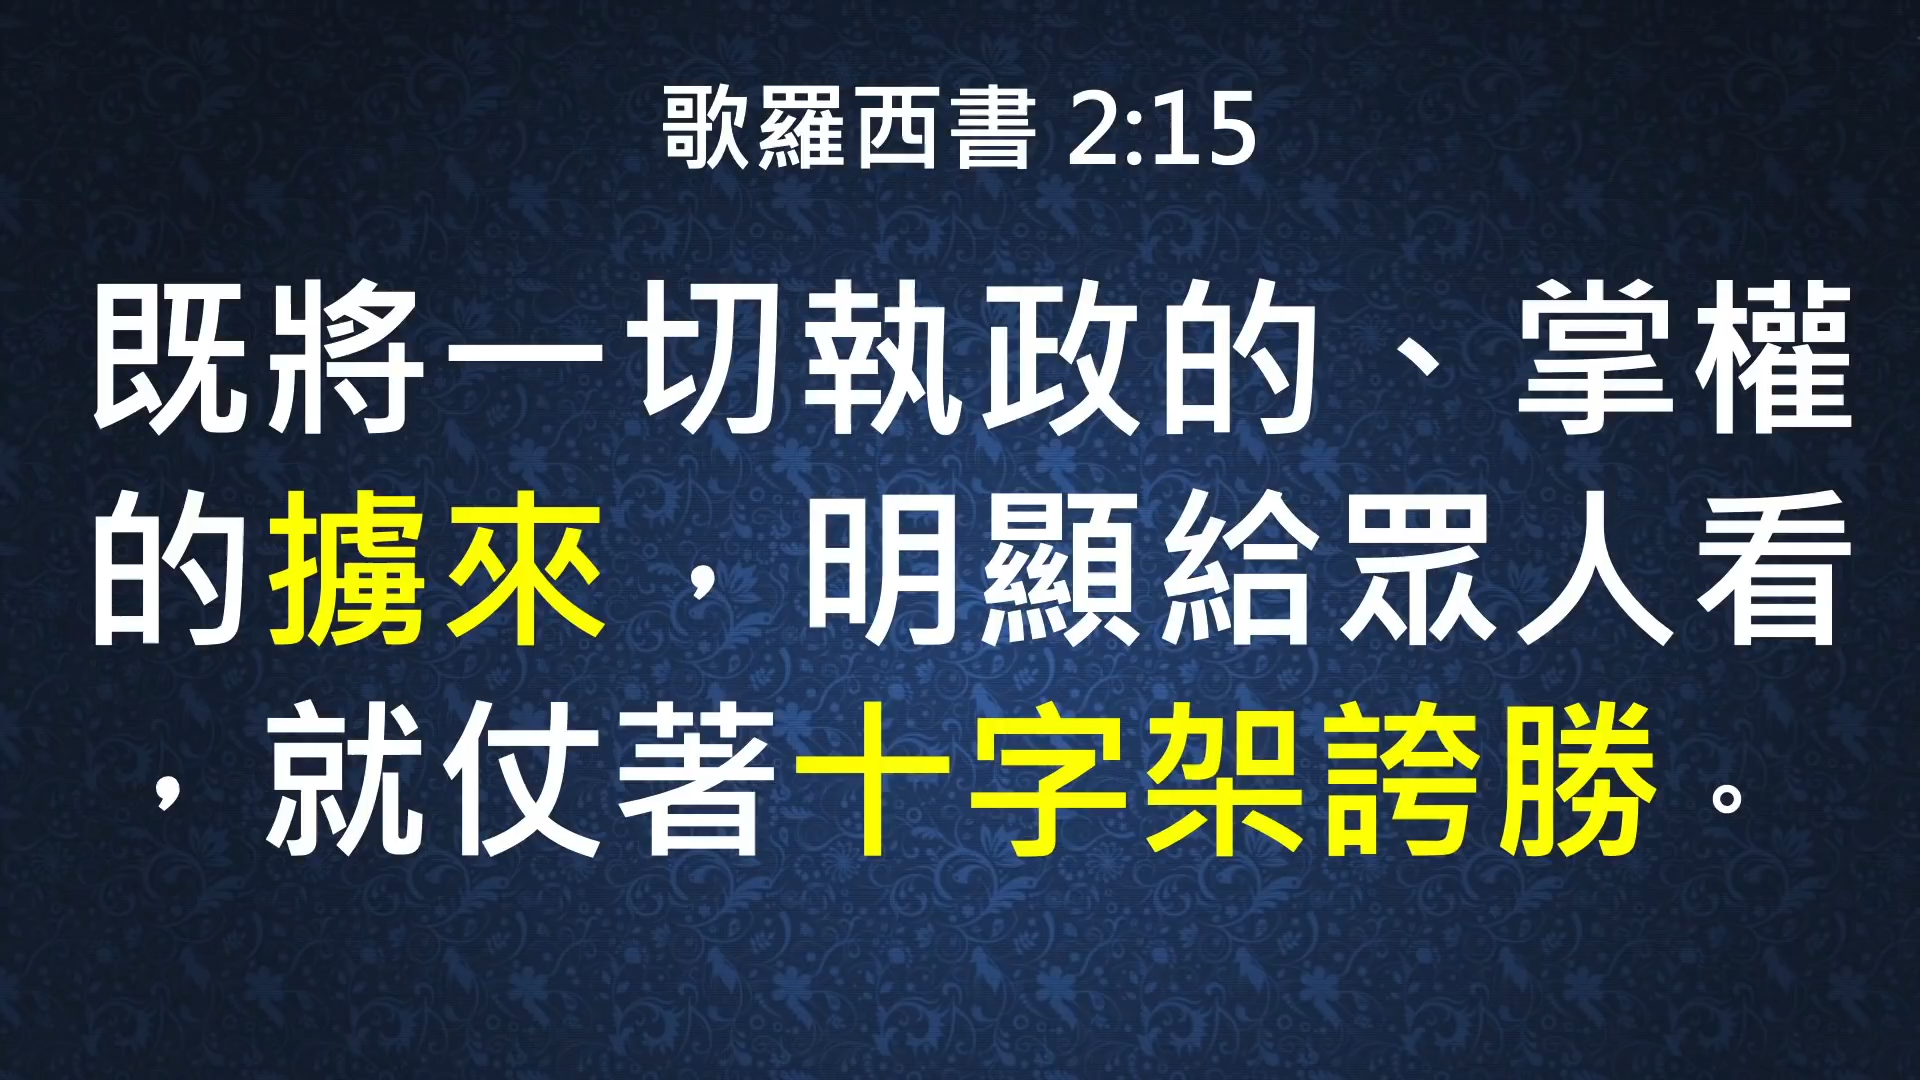 歌羅西書 2:15
既將一切執政的、掌權
的擄來，明顯給眾人看
，就仗著十字架誇勝。